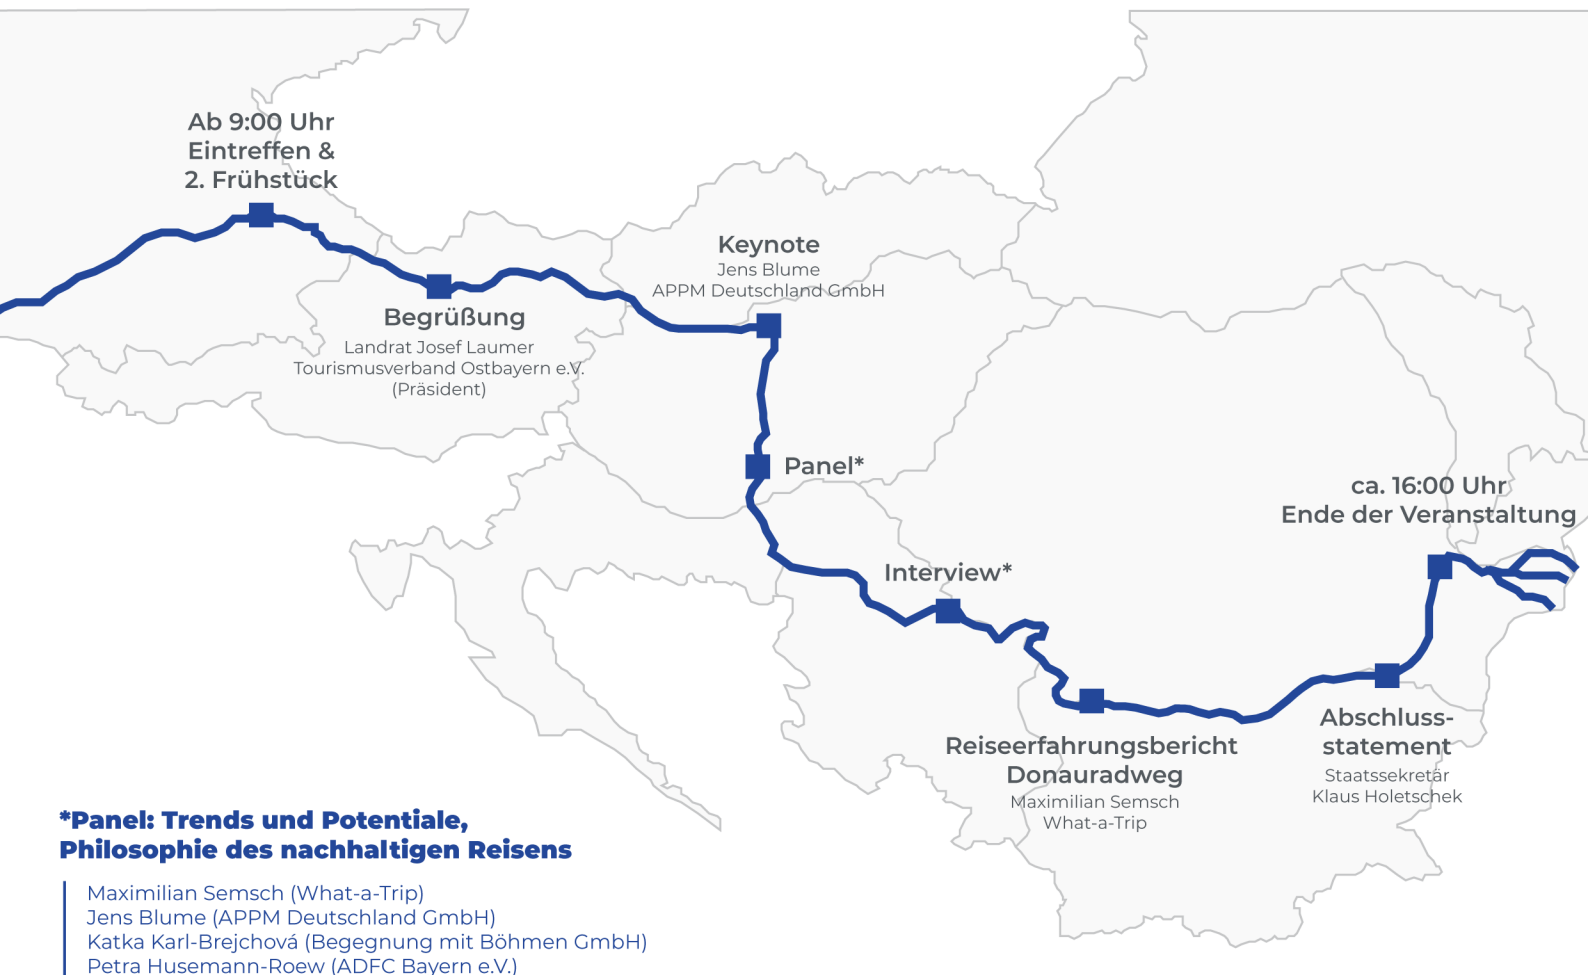 Ab 9:00 Uhr
Eintreffen &
2. Frühstück
Begrüßung
Landrat Josef Laumer
Tourismusverband Ostbayern e.V.
(Präsident)
Keynote
Jens Blume
APPM Deutschland GmbH
Panel*
Interview*
Reiseerfahrungsbericht
Donauradweg
Maximilian Semsch
What-a-Trip
Abschluss-
statement
Staatssekretär
Klaus Holetschek
ca. 16:00 Uhr
Ende der Veranstaltung
*Panel: Trends und Potentiale,
Philosophie des nachhaltigen Reisens
Maximilian Semsch (What-a-Trip)
Jens Blume (APPM Deutschland GmbH)
Katka Karl-Brejchová (Begegnung mit Böhmen GmbH)
Petra Husemann-Roew (ADFC Bayern e.V.)